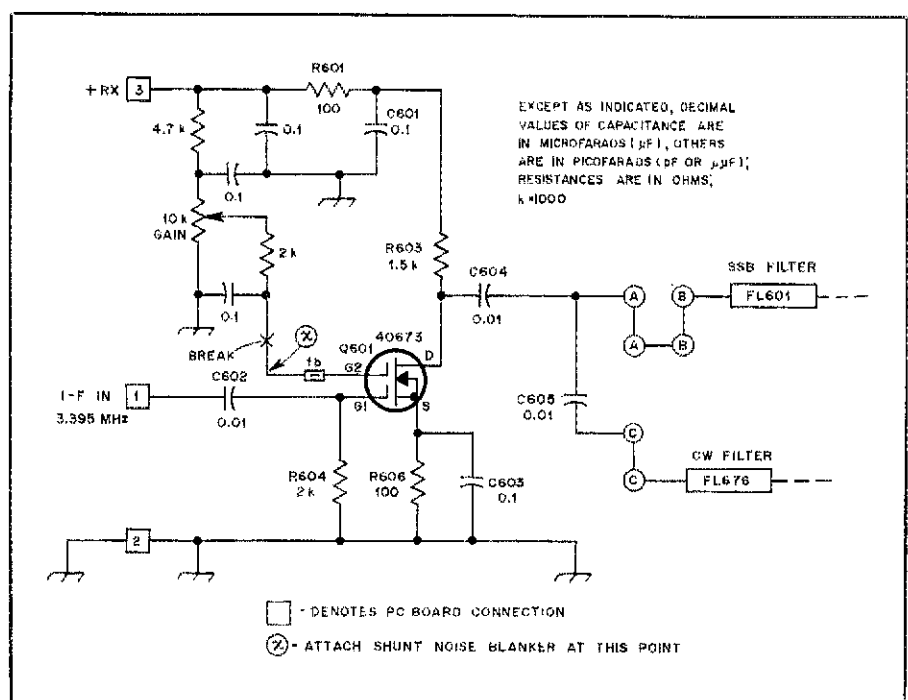 +RX 3
R601
100
C601
0.1
0.1
4.7 k
0.1
10 k
GAIN
2 k
0.1
EXCEPT AS INDICATED, DECIMAL
VALUES OF CAPACITANCE ARE
IN MICROFARADS (µF), OTHERS
ARE IN PICOFARADS (pF OR µµF);
RESISTANCES ARE IN OHMS;
k=1000
R603
1.5 k
C604
0.01
SSB FILTER
A
B
FL601
A
B
BREAK
X
Q601
40673
fb
G2
D
G1
S
I-F IN 1
3.395 MHz
C602
0.01
R604
2 k
R606
100
C603
0.1
C605
0.01
C
CW FILTER
C
FL676
2
- DENOTES PC BOARD CONNECTION
X - ATTACH SHUNT NOISE BLANKER AT THIS POINT